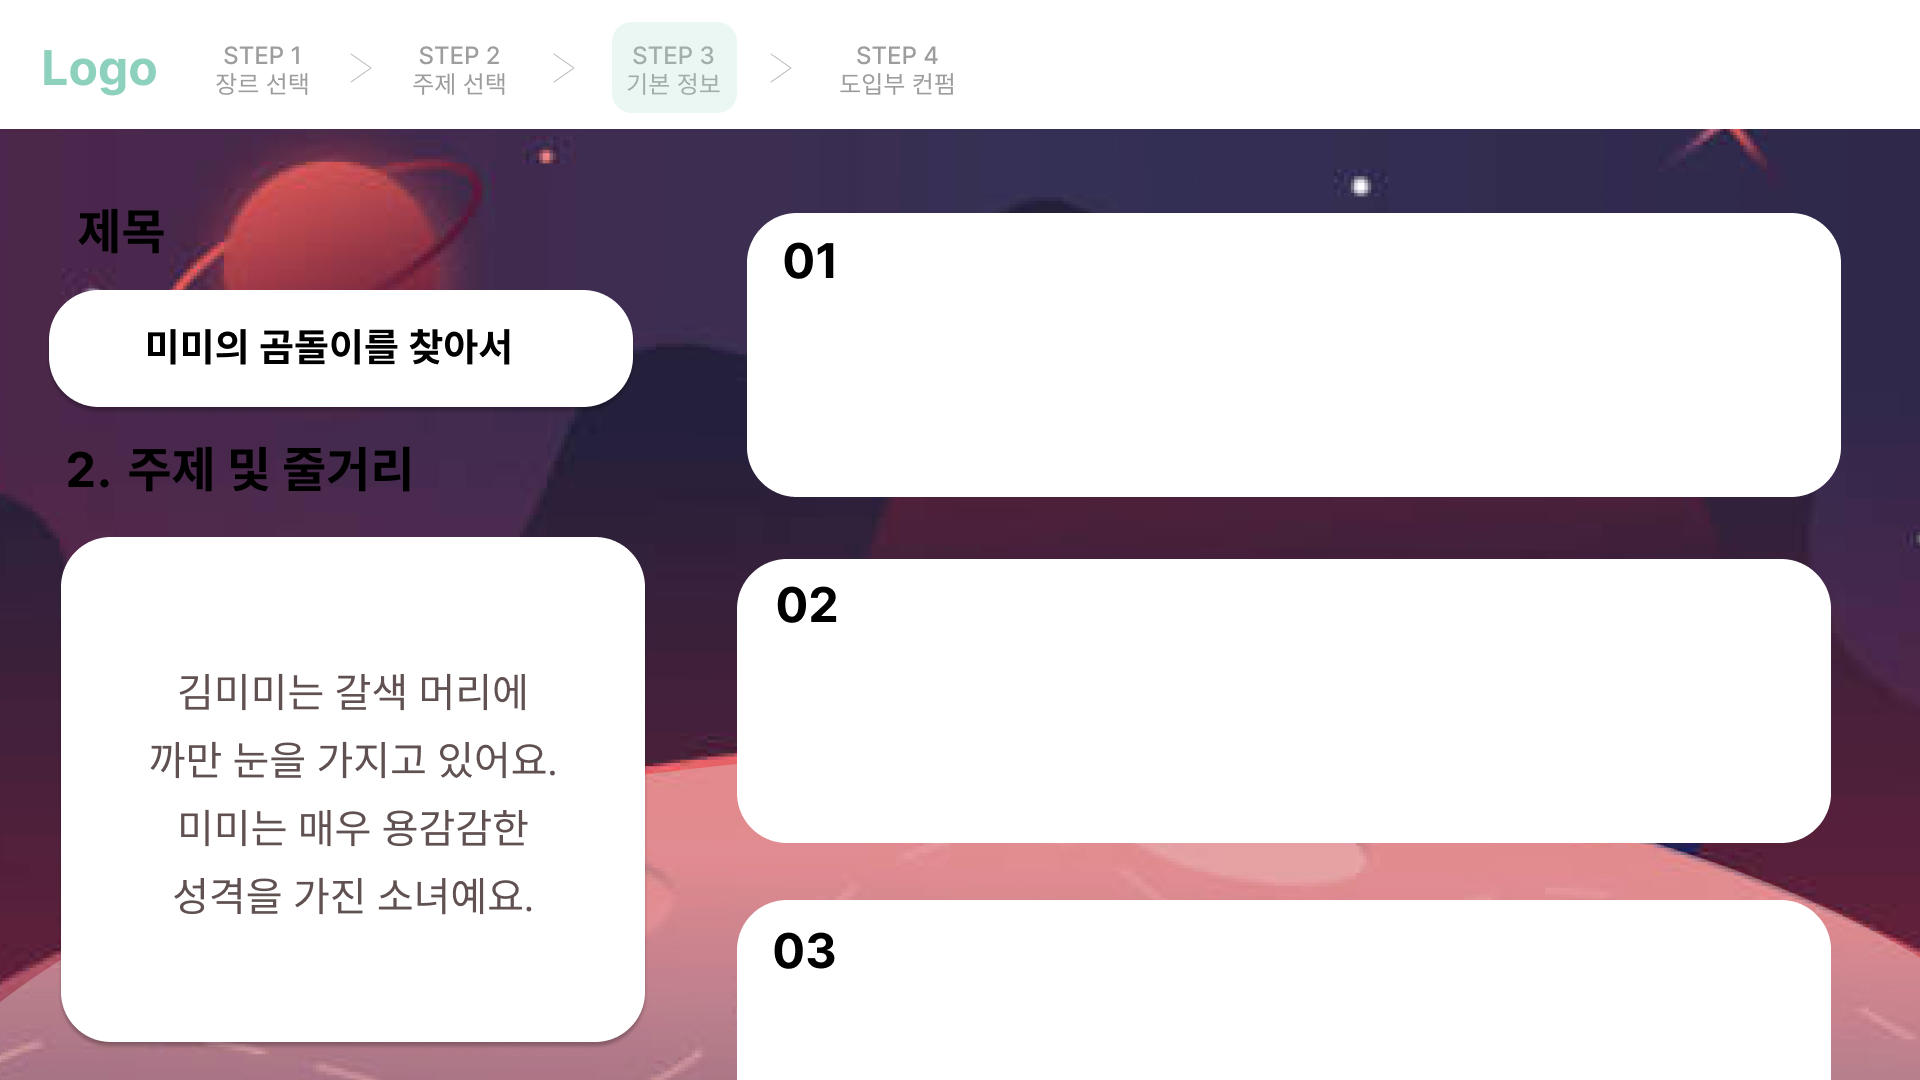 Logo
STEP 1
장르 선택
STEP 2
주제 선택
STEP 3
기본 정보
STEP 4
도입부 컨펌
제목
미미의 곰돌이를 찾아서
2. 주제 및 줄거리
김미미는 갈색 머리에
까만 눈을 가지고 있어요.
미미는 매우 용감감한
성격을 가진 소녀예요.
01
02
03